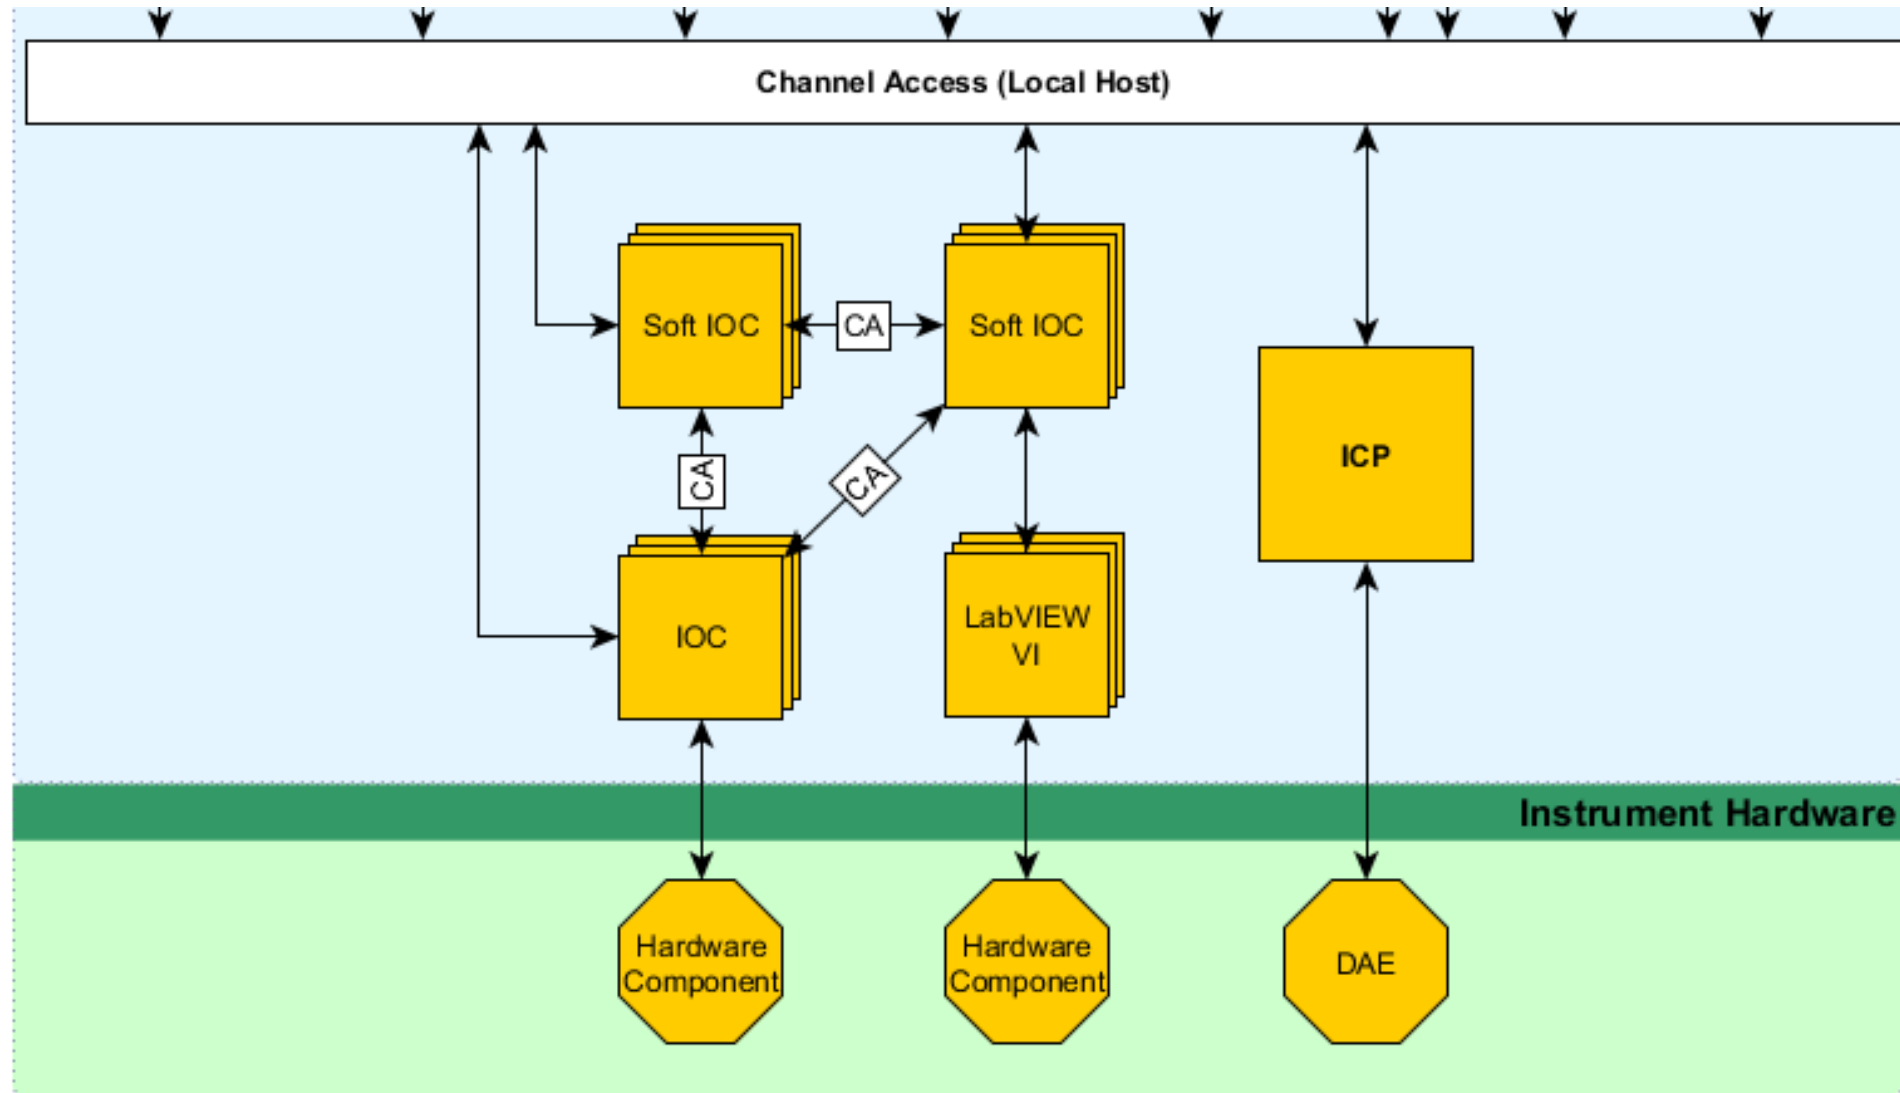 Channel Access (Local Host)
Soft IOC
CA
Soft IOC
ICP
CA
CA
IOC
LabVIEW
VI
Instrument Hardware
Hardware
Component
Hardware
Component
DAE